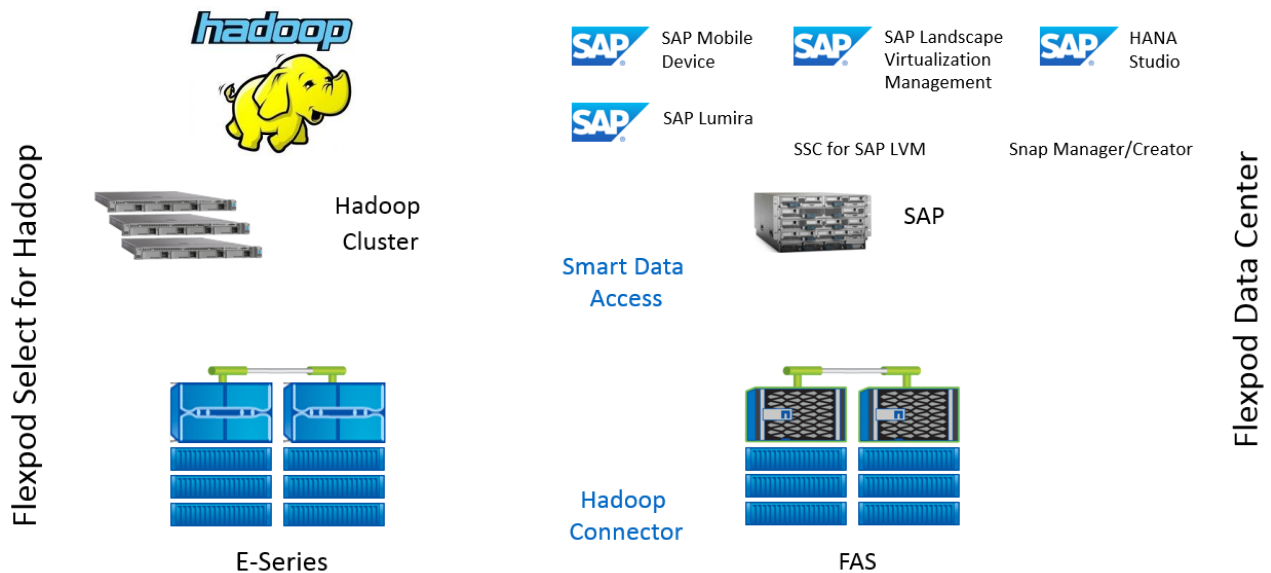 hadoop
SAP
SAP Mobile
Device
SAP
SAP Landscape
Virtualization
Management
SAP
HANA
Studio
SAP
SAP Lumira
SSC for SAP LVM
Snap Manager/Creator
Flexpod Select for Hadoop
Hadoop
Cluster
SAP
Smart Data
Access
Flexpod Data Center
Hadoop
Connector
E-Series
FAS